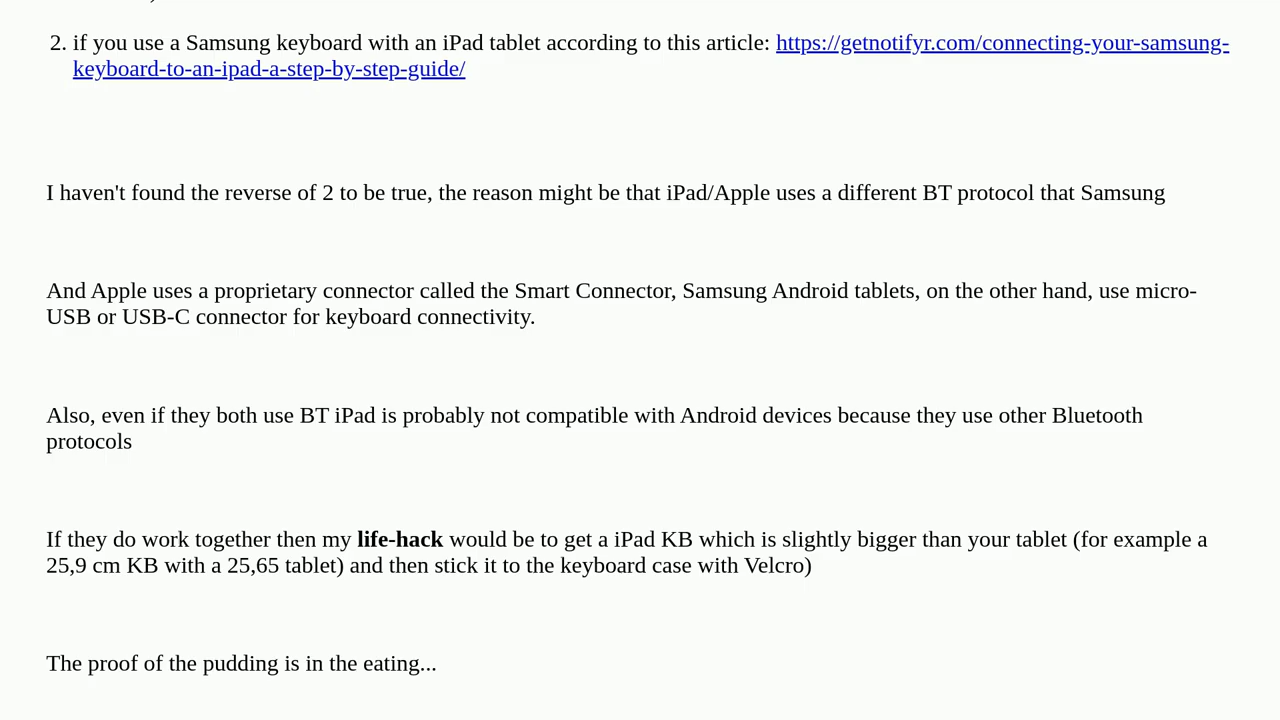 2. if you use a Samsung keyboard with an iPad tablet according to this article: https://getnotifyr.com/connecting-your-samsung-
keyboard-to-an-ipad-a-step-by-step-guide/
I haven't found the reverse of 2 to be true, the reason might be that iPad/Apple uses a different BT protocol that Samsung
And Apple uses a proprietary connector called the Smart Connector, Samsung Android tablets, on the other hand, use micro-
USB or USB-C connector for keyboard connectivity.
Also, even if they both use BT iPad is probably not compatible with Android devices because they use other Bluetooth
protocols
If they do work together then my life-hack would be to get a iPad KB which is slightly bigger than your tablet (for example a
25,9 cm KB with a 25,65 tablet) and then stick it to the keyboard case with Velcro)
The proof of the pudding is in the eating...